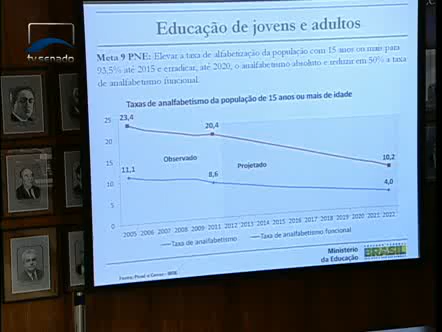 Educação de jovens e adultos
tv senado
Meta 9 PNE: Elevar a taxa de alfabetização da população com 15 anos ou mais para
93,5% até 2015 e erradicar, até 2020, o analfabetismo absoluto e reduzir em 50% a taxa
de analfabetismo funcional.
Taxas de analfabetismo da população de 15 anos ou mais de idade
25
23,4
20,4
20
15
Observado
Projetado
11,1
10,2
10
8,6
5
4,0
0
2005 2006 2007 2008 2009 2011 2012 2013 2014 2015 2016 2017 2018 2019 2020 2021 2022
Taxa de analfabetismo
Taxa de analfabetismo funcional
Ministério
da Educação
BRASIL